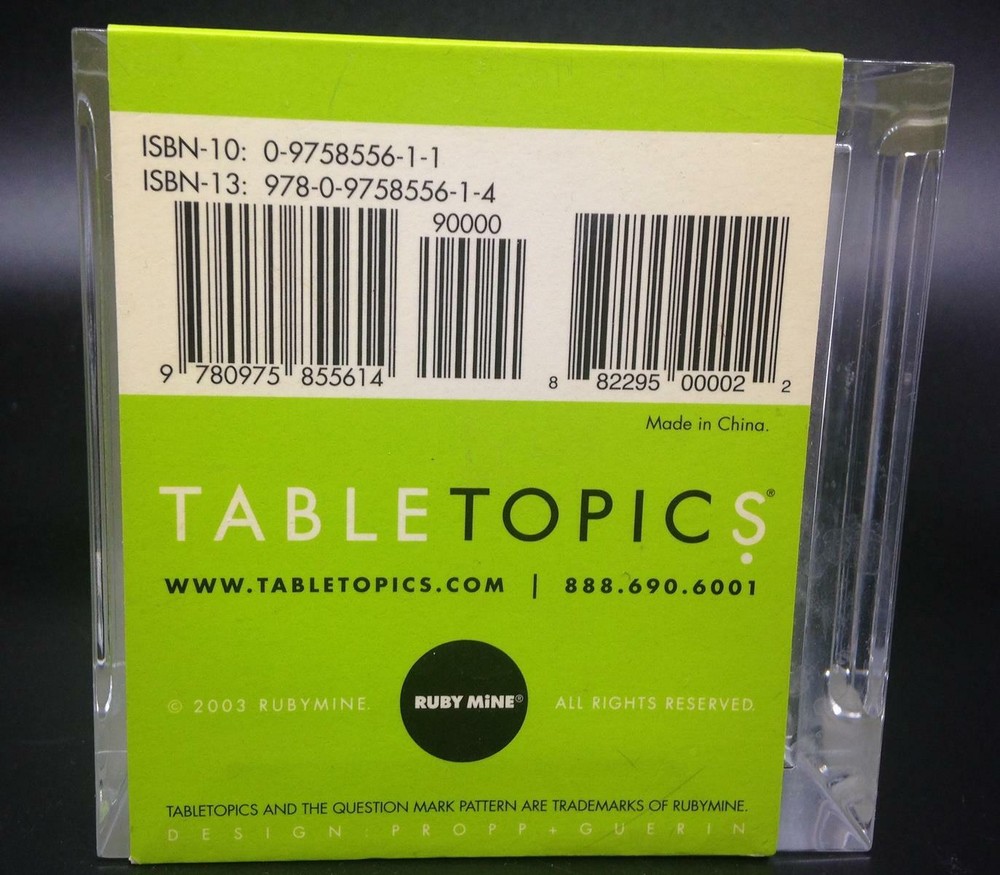 ISBN-10: 0-9758556-1-1
ISBN-13: 978-0-9758556-1-4
90000
9 780975 855614
8 82295 00002 2
Made in China.
TABLETOPICS®
WWW.TABLETOPICS.COM | 888.690.6001
© 2003 RUBYMINE. RUBY MiNE® ALL RIGHTS RESERVED.
TABLETOPICS AND THE QUESTION MARK PATTERN ARE TRADEMARKS OF RUBYMINE.
DESIGN: PROPP+GUERIN